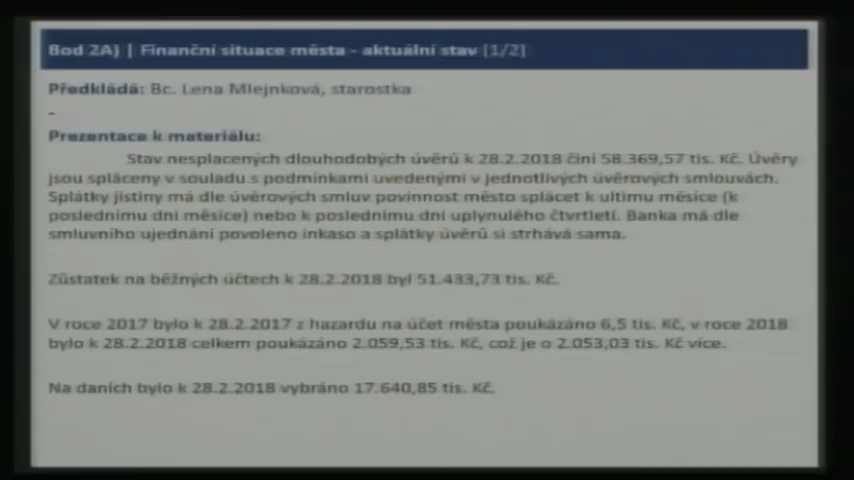 Bod 2A) | Finanční situace města - aktuální stav [1/2]
Předkládá: Bc. Lena Mlejnková, starostka
-
Prezentace k materiálu:
Stav nesplacených dlouhodobých úvěrů k 28.2.2018 činí 58.369,57 tis. Kč. Úvěry
jsou spláceny v souladu s podmínkami uvedenými v jednotlivých úvěrových smlouvách.
Splátky jistiny má dle úvěrových smluv povinnost město splácet k ultimu měsíce (k
poslednímu dni měsíce) nebo k poslednímu dni uplynulého čtvrtletí. Banka má dle
smluvního ujednání povoleno inkaso a splátky úvěrů si strhává sama.
Zůstatek na běžných účtech k 28.2.2018 byl 51.433,73 tis. Kč.
V roce 2017 bylo k 28.2.2017 z hazardu na účet města poukázáno 6,5 tis. Kč, v roce 2018
bylo k 28.2.2018 celkem poukázáno 2.059,53 tis. Kč, což je o 2.053,03 tis. Kč více.
Na daních bylo k 28.2.2018 vybráno 17.640,85 tis. Kč.